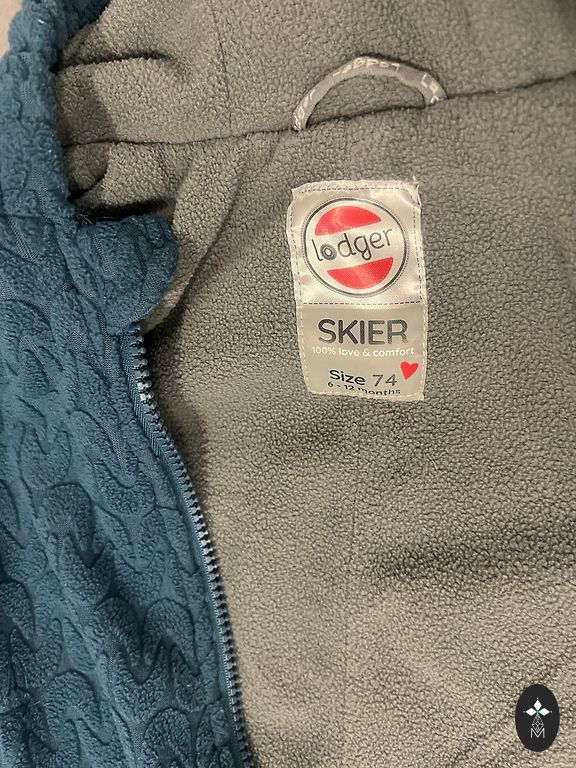 lodger
SKIER
100% love & comfort
Size 74
6 - 12 months
M